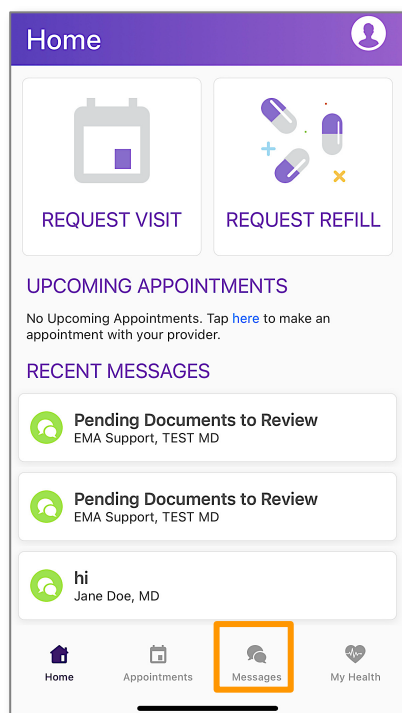 Home
REQUEST VISIT
REQUEST REFILL
UPCOMING APPOINTMENTS
No Upcoming Appointments. Tap here to make an
appointment with your provider.
RECENT MESSAGES
Pending Documents to Review
EMA Support, TEST MD
Pending Documents to Review
EMA Support, TEST MD
hi
Jane Doe, MD
Home
Appointments
Messages
My Health